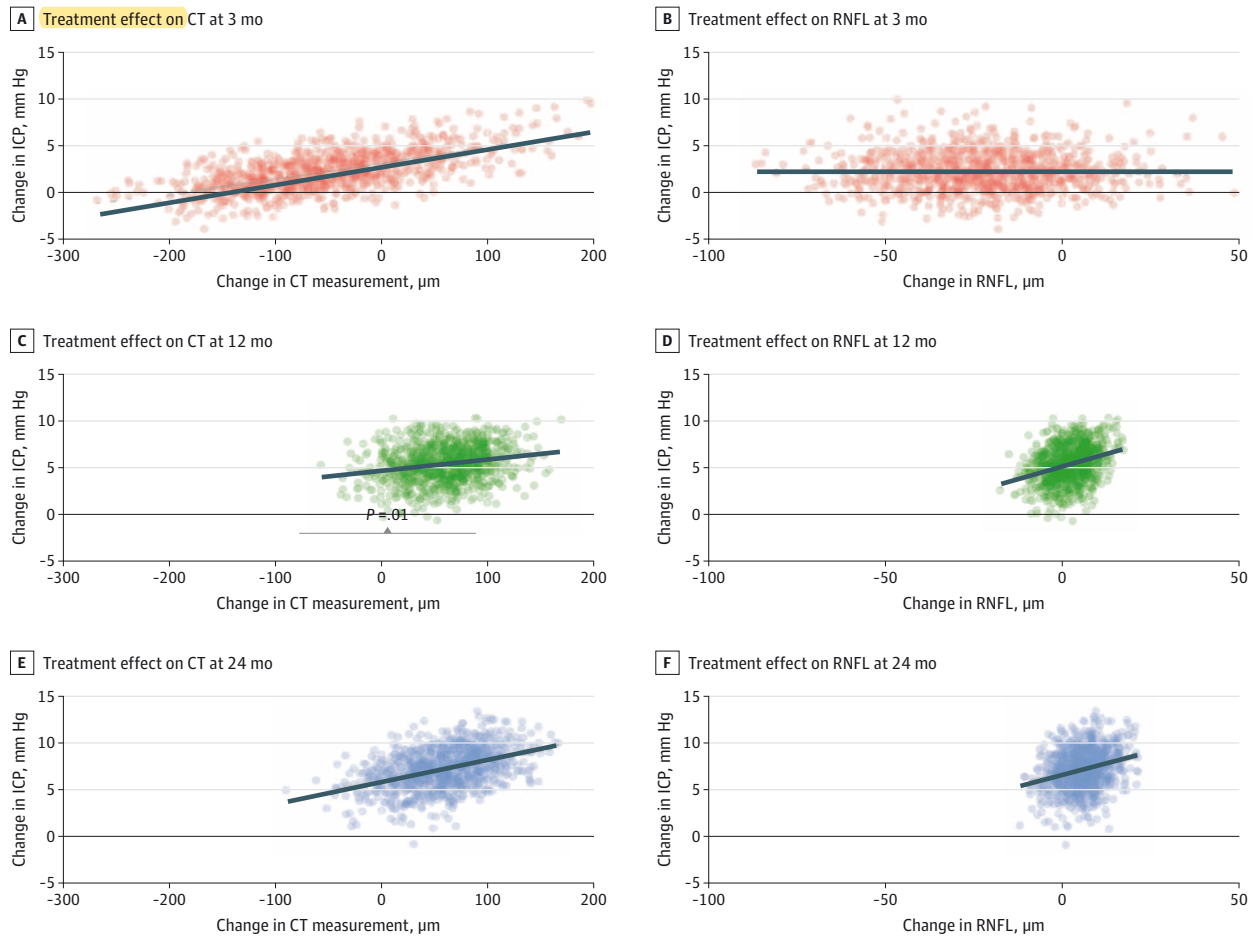 A Treatment effect on CT at 3 mo
15
10
5
0
-5
Change in ICP, mm Hg
-300 -200 -100 0 100 200
Change in CT measurement, µm
B Treatment effect on RNFL at 3 mo
15
10
5
0
-5
Change in ICP, mm Hg
-100 -50 0 50
Change in RNFL, µm
C Treatment effect on CT at 12 mo
15
10
5
0
-5
Change in ICP, mm Hg
P = .01
-300 -200 -100 0 100 200
Change in CT measurement, µm
D Treatment effect on RNFL at 12 mo
15
10
5
0
-5
Change in ICP, mm Hg
-100 -50 0 50
Change in RNFL, µm
E Treatment effect on CT at 24 mo
15
10
5
0
-5
Change in ICP, mm Hg
-300 -200 -100 0 100 200
Change in CT measurement, µm
F Treatment effect on RNFL at 24 mo
15
10
5
0
-5
Change in ICP, mm Hg
-100 -50 0 50
Change in RNFL, µm